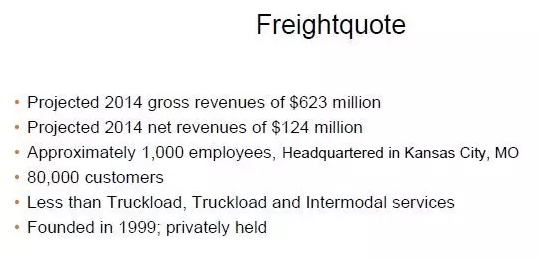 Freightquote
• Projected 2014 gross revenues of $623 million
• Projected 2014 net revenues of $124 million
• Approximately 1,000 employees, Headquartered in Kansas City, MO
• 80,000 customers
• Less than Truckload, Truckload and Intermodal services
• Founded in 1999; privately held